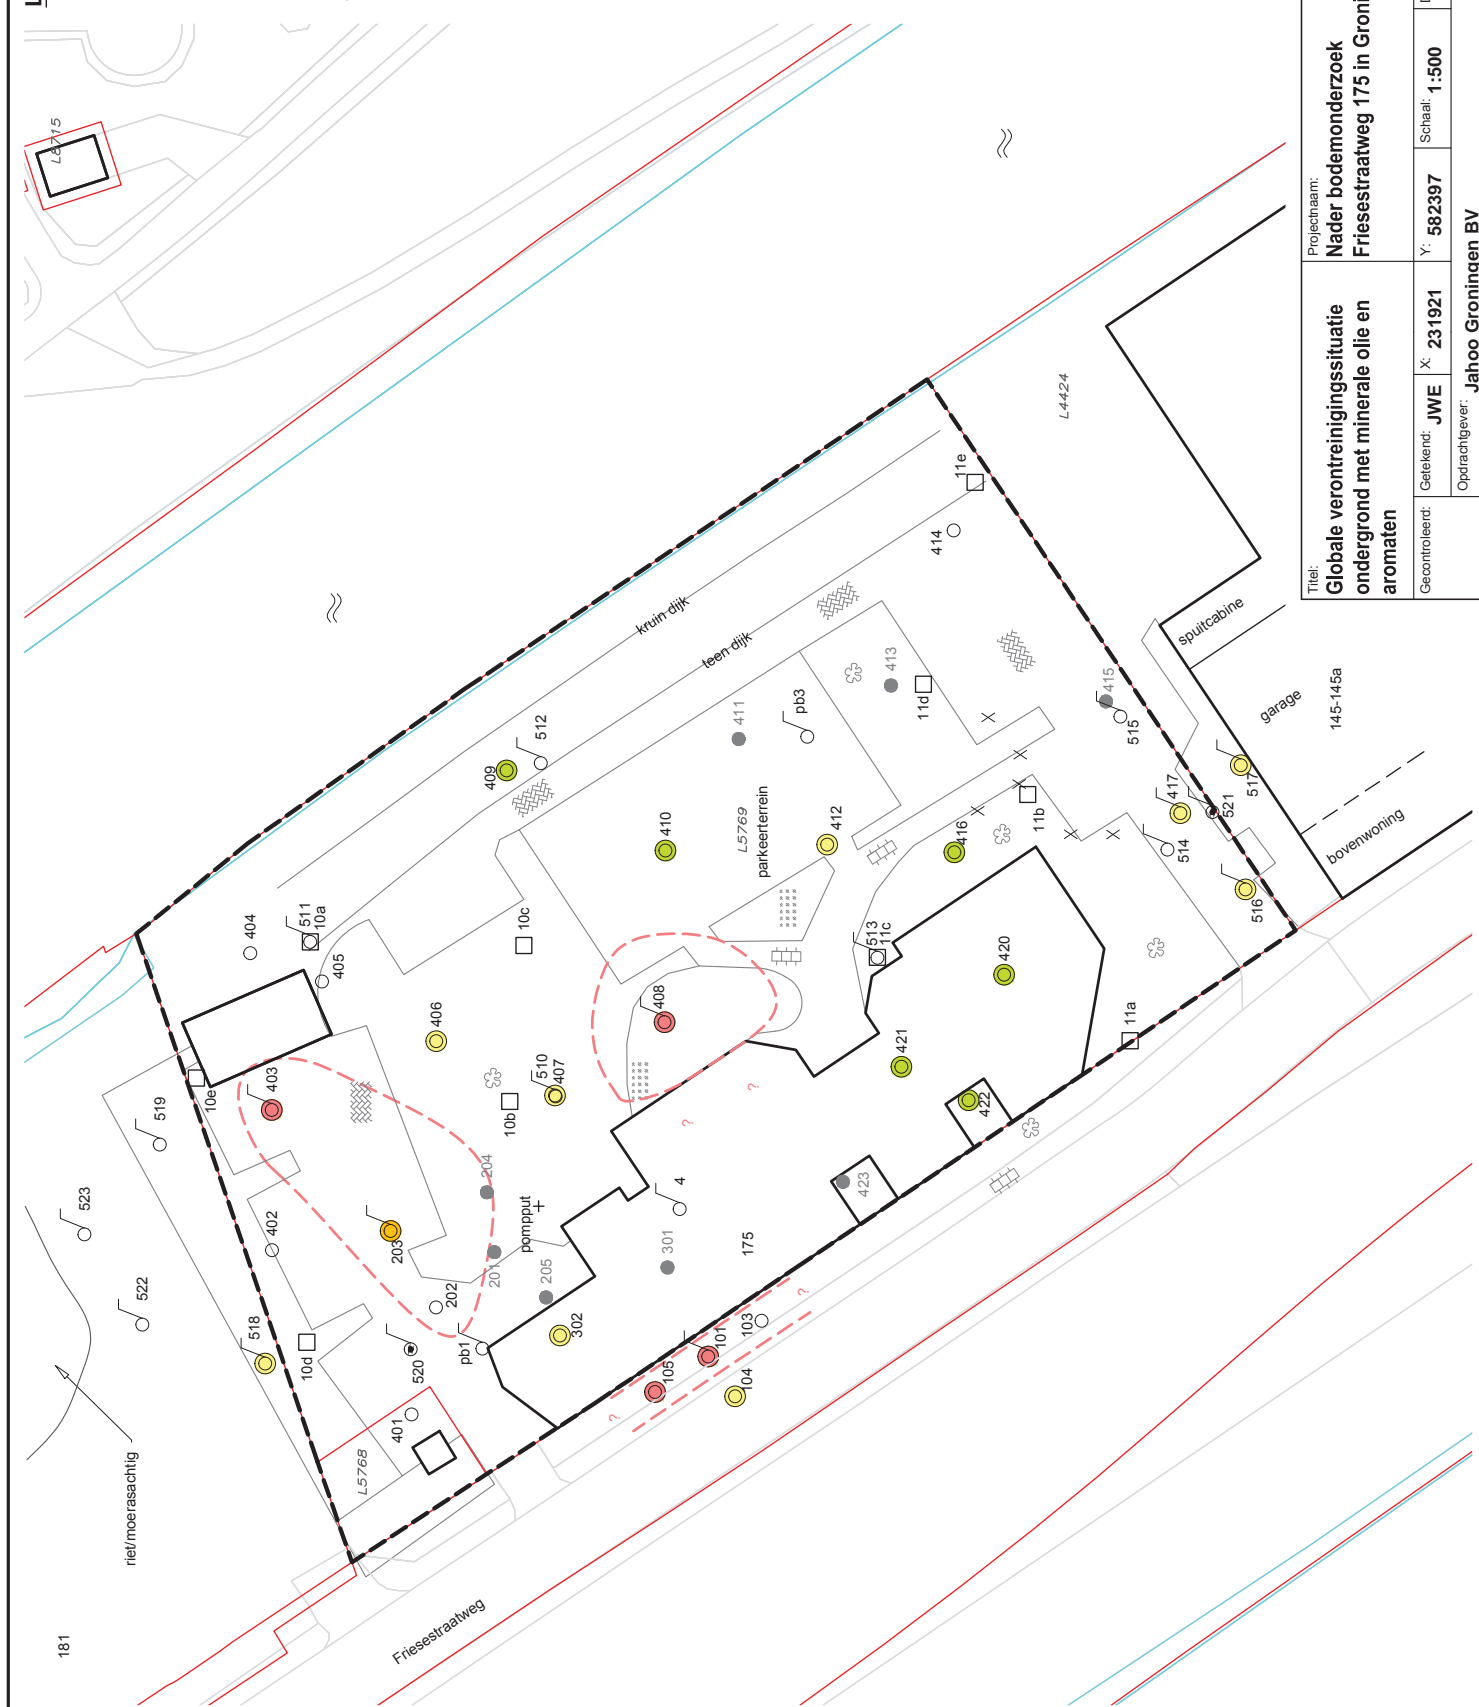 L8715
181
riet/moerasachtig
523
522
519
518
10e
403
404
511
10a
405
402
10d
203
202
520
pb1
401
L5768
Friesestraatweg
406
10c
10b
510
407
204
201
pompput
205
302
408
4
301
175
105
101
104
103
?
?
?
?
409
512
kruin dijk
teen dijk
410
411
pb3
L5769
parkeerterrein
412
413
11d
414
11e
L4424
416
11b
X
X
X
X
X
X
513
11c
420
421
422
423
11a
415
515
417
521
517
514
516
spuitcabine
garage
145-145a
bovenwoning
Titel:
Globale verontreinigingssituatie
ondergrond met minerale olie en
aromaten
Projectnaam:
Nader bodemonderzoek
Friesestraatweg 175 in Groni
Gecontroleerd:
Getekend: JWE
X: 231921
Y: 582397
Schaal: 1:500
Opdrachtgever: Jahoo Groningen BV